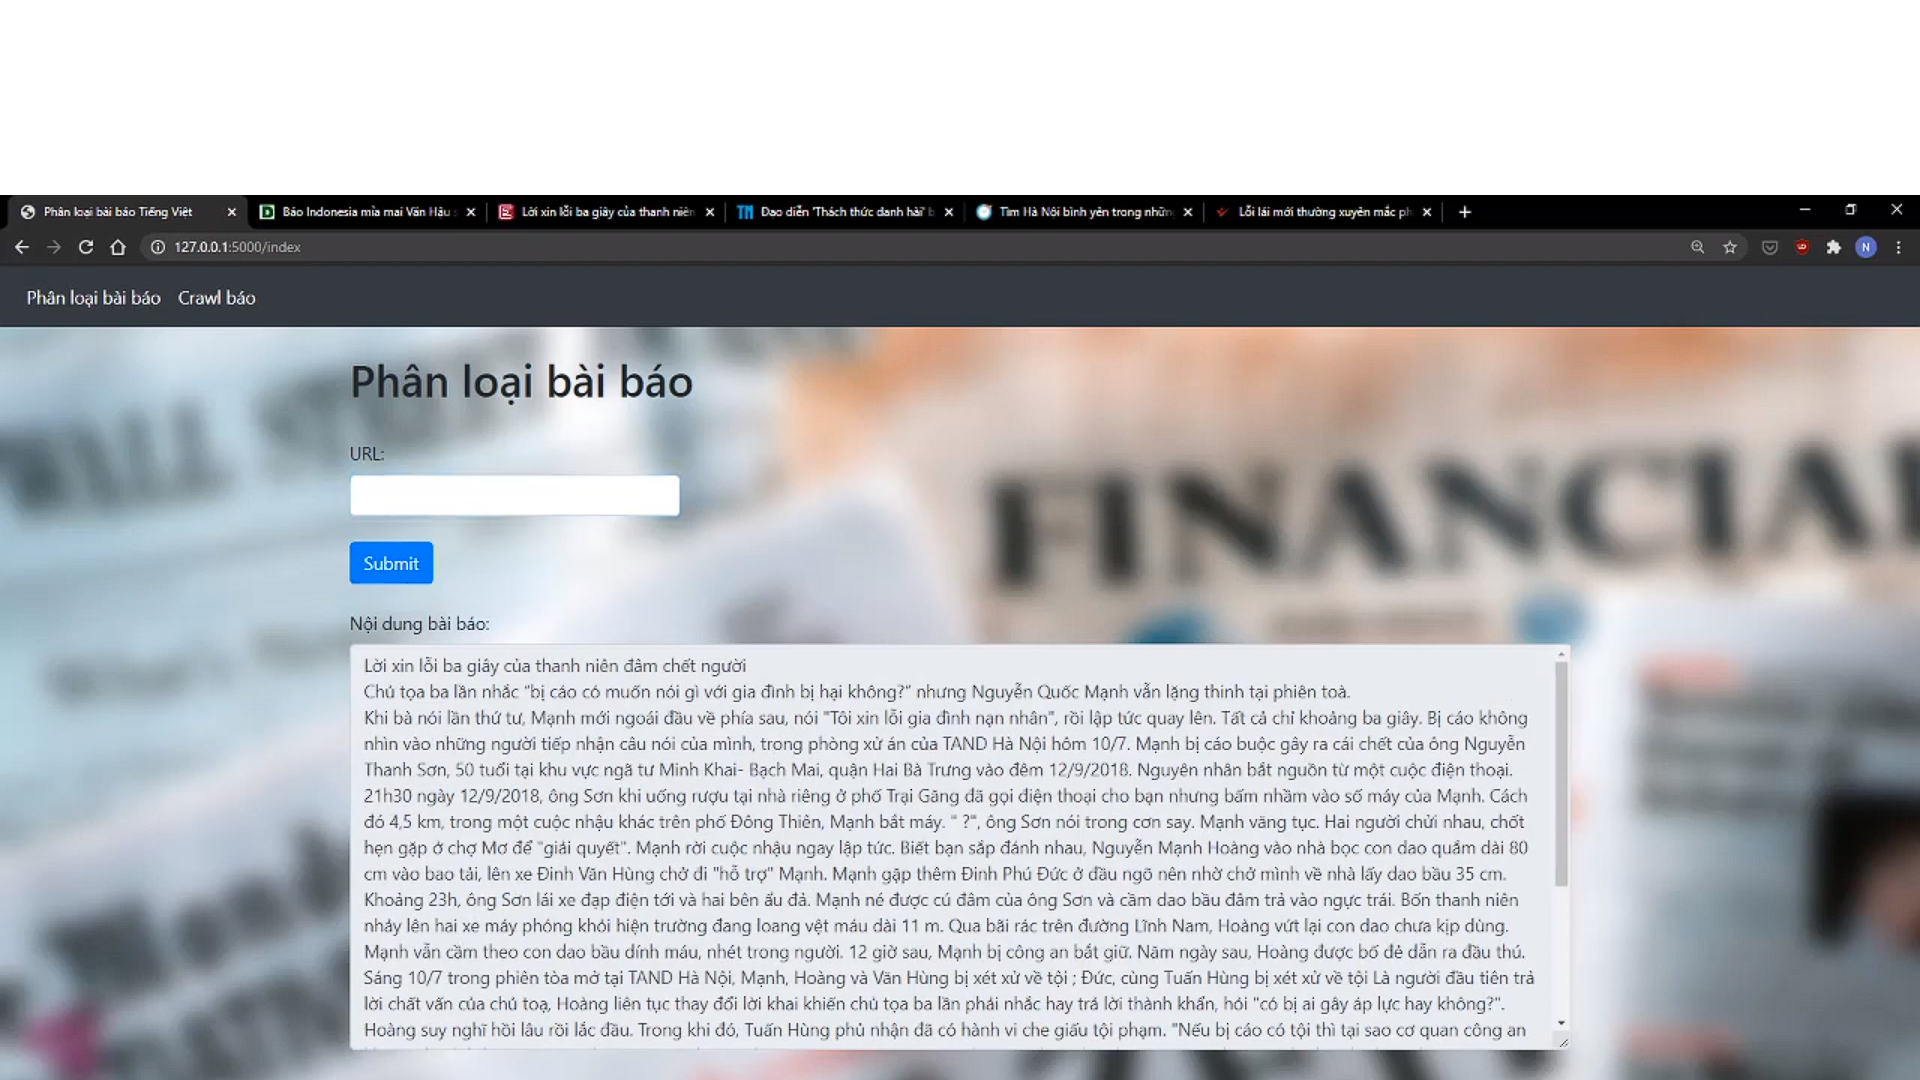 Phân loại bài báo Tiếng Việt
Báo Indonesia mỉa mai Văn Hậu
Lời xin lỗi ba giây của thanh niên
Đạo diễn 'Thách thức danh hài'
Tìm Hà Nội bình yên trong những
Lỗi lái mới thường xuyên mắc ph
127.0.0.1:5000/index
N
Phân loại bài báo Crawl báo
Phân loại bài báo
FINANCIAL
URL:
Submit
Nội dung bài báo:
Lời xin lỗi ba giây của thanh niên đâm chết người
Chủ tọa ba lần nhắc "bị cáo có muốn nói gì với gia đình bị hại không?" nhưng Nguyễn Quốc Mạnh vẫn lặng thinh tại phiên toà.
Khi bà nói lần thứ tư, Mạnh mới ngoái đầu về phía sau, nói "Tôi xin lỗi gia đình nạn nhân", rồi lập tức quay lên. Tất cả chỉ khoảng ba giây. Bị cáo không
nhìn vào những người tiếp nhận câu nói của mình, trong phòng xử án của TAND Hà Nội hôm 10/7. Mạnh bị cáo buộc gây ra cái chết của ông Nguyễn
Thanh Sơn, 50 tuổi tại khu vực ngã tư Minh Khai- Bạch Mai, quận Hai Bà Trưng vào đêm 12/9/2018. Nguyên nhân bắt nguồn từ một cuộc điện thoại.
21h30 ngày 12/9/2018, ông Sơn khi uống rượu tại nhà riêng ở phố Trại Găng đã gọi điện thoại cho bạn nhưng bấm nhầm vào số máy của Mạnh. Cách
đó 4,5 km, trong một cuộc nhậu khác trên phố Đông Thiên, Mạnh bắt máy. " ?", ông Sơn nói trong cơn say. Mạnh văng tục. Hai người chửi nhau, chốt
hẹn gặp ở chợ Mơ để "giải quyết". Mạnh rời cuộc nhậu ngay lập tức. Biết bạn sắp đánh nhau, Nguyễn Mạnh Hoàng vào nhà bọc con dao quắm dài 80
cm vào bao tải, lên xe Đinh Văn Hùng chở đi "hỗ trợ" Mạnh. Mạnh gặp thêm Đinh Phú Đức ở đầu ngõ nên nhờ chở mình về nhà lấy dao bầu 35 cm.
Khoảng 23h, ông Sơn lái xe đạp điện tới và hai bên ẩu đả. Mạnh né được cú đâm của ông Sơn và cầm dao bầu đâm trả vào ngực trái. Bốn thanh niên
nhảy lên hai xe máy phóng khỏi hiện trường đang loang vệt máu dài 11 m. Qua bãi rác trên đường Lĩnh Nam, Hoàng vứt lại con dao chưa kịp dùng.
Mạnh vẫn cầm theo con dao bầu dính máu, nhét trong người. 12 giờ sau, Mạnh bị công an bắt giữ. Năm ngày sau, Hoàng được bố đẻ dẫn ra đầu thú.
Sáng 10/7 trong phiên tòa mở tại TAND Hà Nội, Mạnh, Hoàng và Văn Hùng bị xét xử về tội ; Đức, cùng Tuấn Hùng bị xét xử về tội Là người đầu tiên trả
lời chất vấn của chủ toạ, Hoàng liên tục thay đổi lời khai khiến chủ tọa ba lần phải nhắc hay trả lời thành khẩn, hỏi "có bị ai gây áp lực hay không?".
Hoàng suy nghĩ hồi lâu rồi lắc đầu. Trong khi đó, Tuấn Hùng phủ nhận đã có hành vi che giấu tội phạm. "Nếu bị cáo có tội thì tại sao cơ quan công an